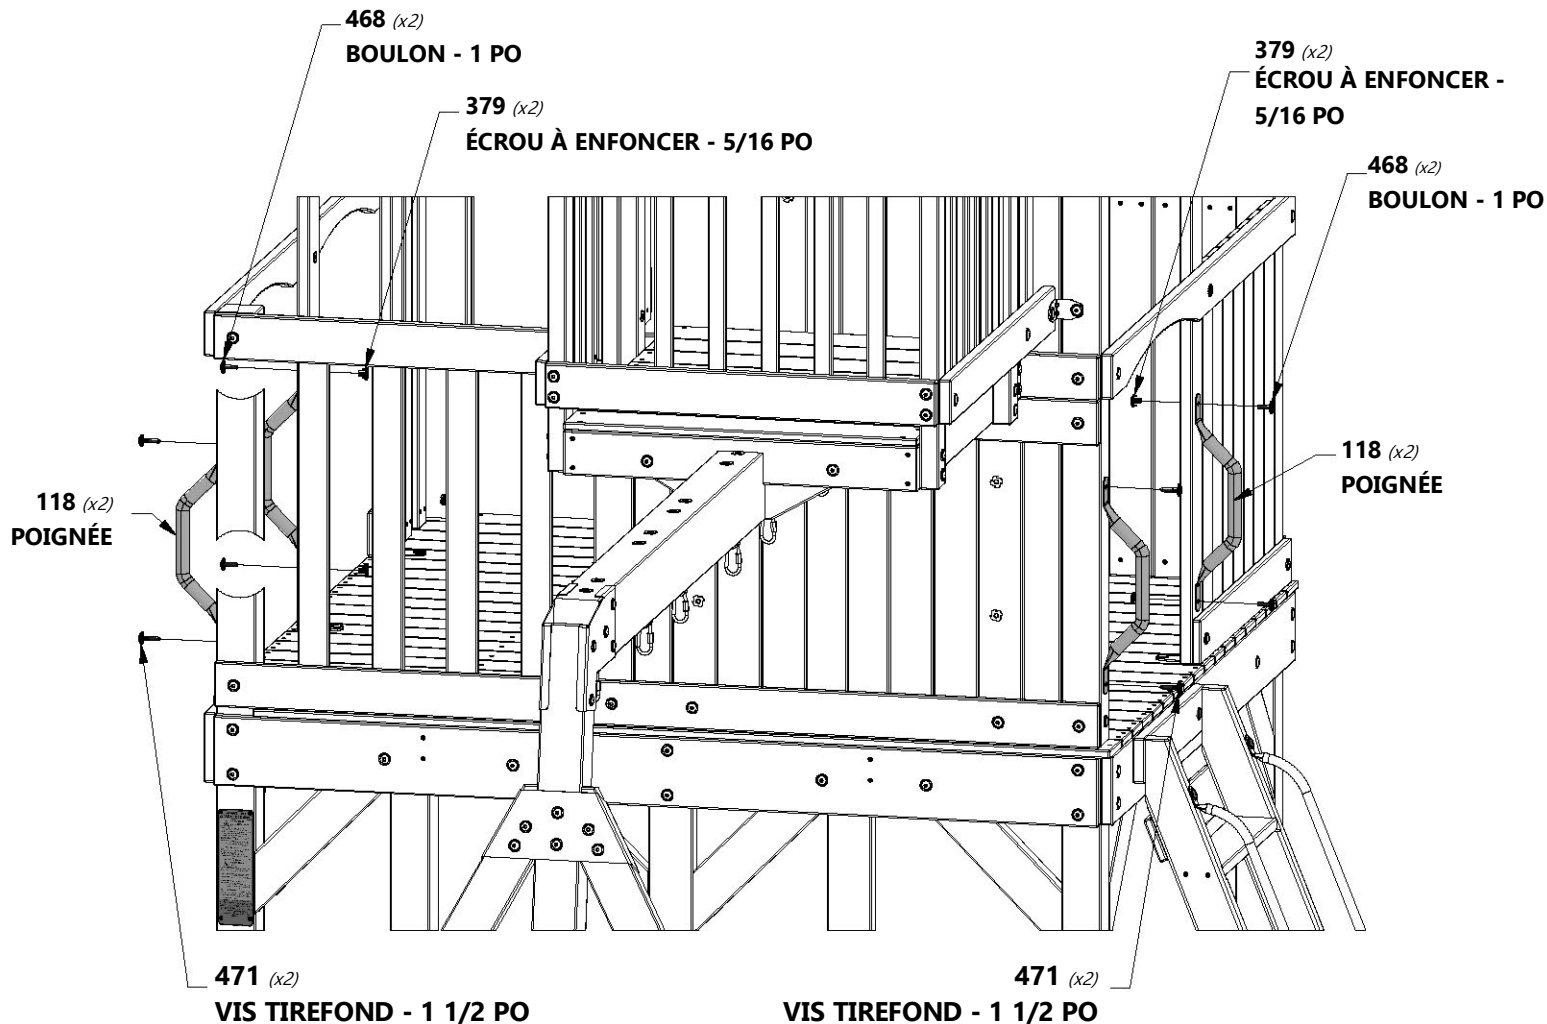 468 (x2)
BOULON - 1 PO
379 (x2)
ÉCROU À ENFONCER -
5/16 PO
379 (x2)
ÉCROU À ENFONCER - 5/16 PO
468 (x2)
BOULON - 1 PO
118 (x2)
POIGNÉE
118 (x2)
POIGNÉE
471 (x2)
VIS TIREFOND - 1 1/2 PO
471 (x2)
VIS TIREFOND - 1 1/2 PO